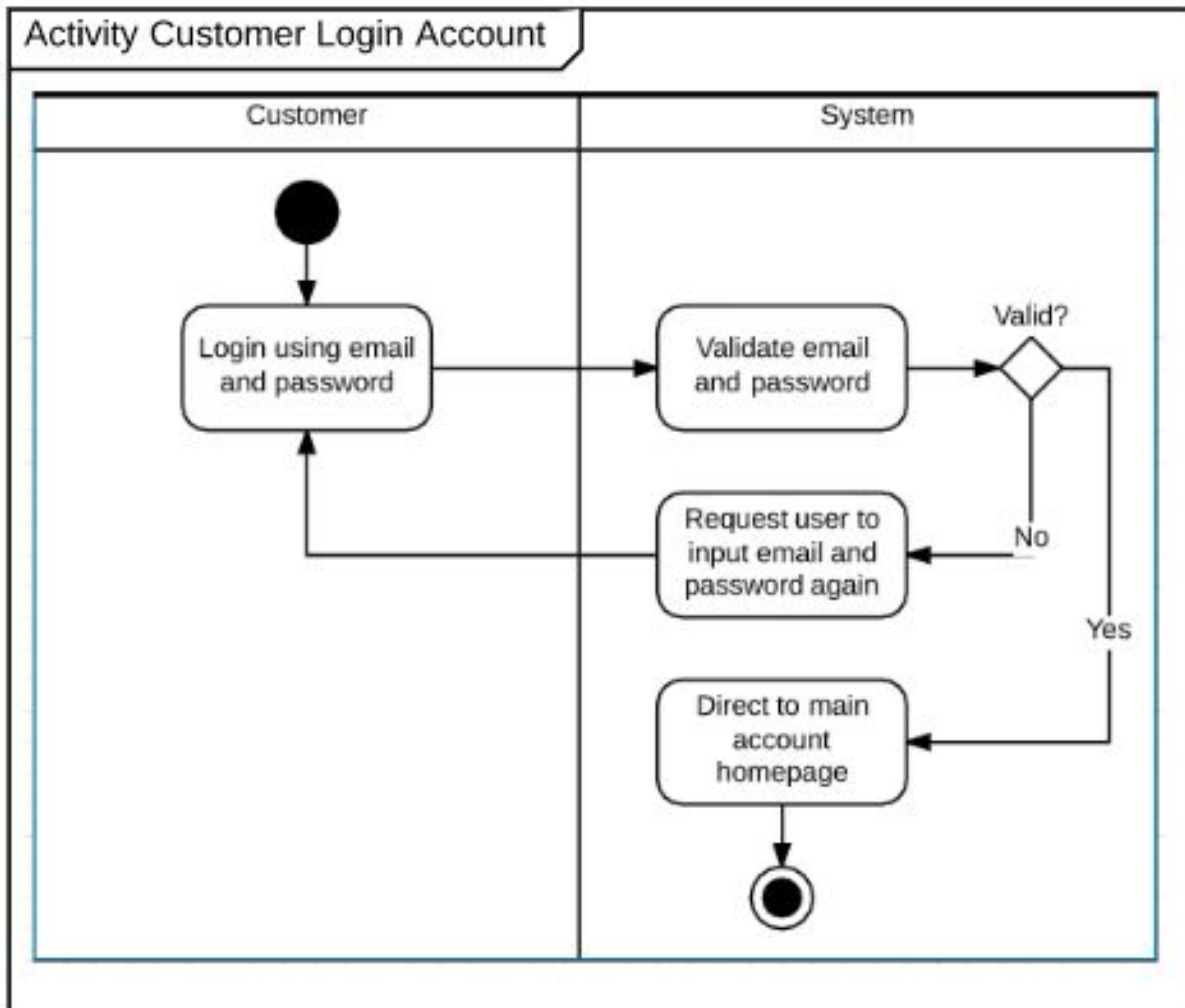 Activity Customer Login Account
Customer
System
Login using email
and password
Validate email
and password
Valid?
Request user to
input email and
password again
No
Yes
Direct to main
account
homepage